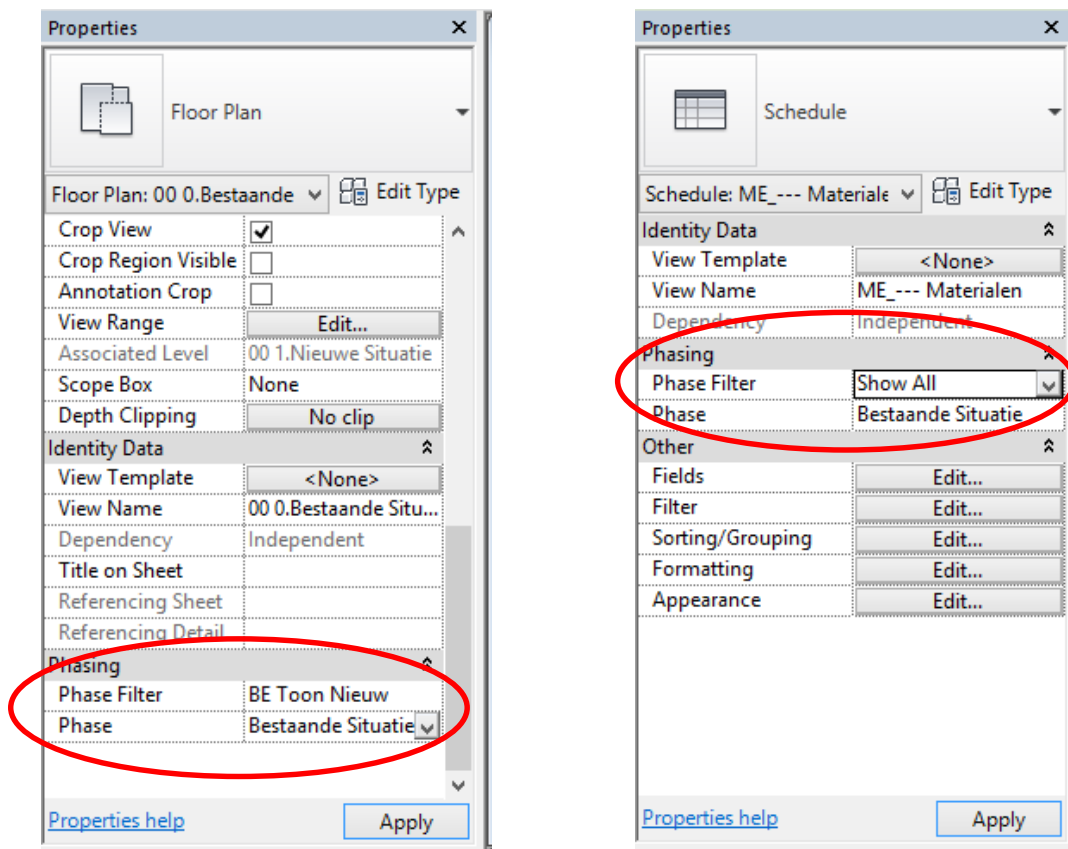 Properties
Floor Plan
Floor Plan: 00 0.Bestaande
Edit Type
Crop View
Crop Region Visible
Annotation Crop
View Range Edit...
Associated Level 00 1.Nieuwe Situatie
Scope Box None
Depth Clipping No clip
Identity Data
View Template <None>
View Name 00 0.Bestaande Situ...
Dependency Independent
Title on Sheet
Referencing Sheet
Referencing Detail
Phasing
Phase Filter BE Toon Nieuw
Phase Bestaande Situatie
Properties help Apply
Properties
Schedule
Schedule: ME_--- Materiale
Edit Type
Identity Data
View Template <None>
View Name ME_--- Materialen
Dependency Independent
Phasing
Phase Filter Show All
Phase Bestaande Situatie
Other
Fields Edit...
Filter Edit...
Sorting/Grouping Edit...
Formatting Edit...
Appearance Edit...
Properties help Apply